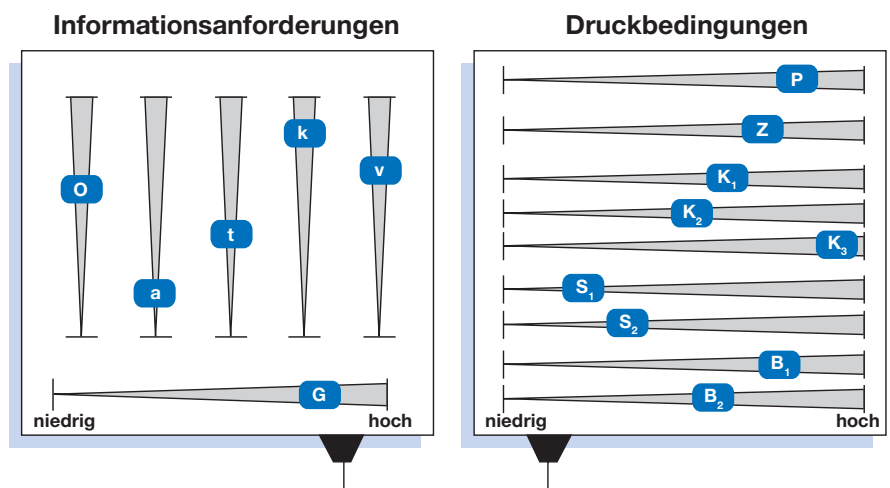 Informationsanforderungen
O
a
t
k
v
G
niedrig
hoch
Druckbedingungen
P
Z
K₁
K₂
K₃
S₁
S₂
B₁
B₂
niedrig
hoch